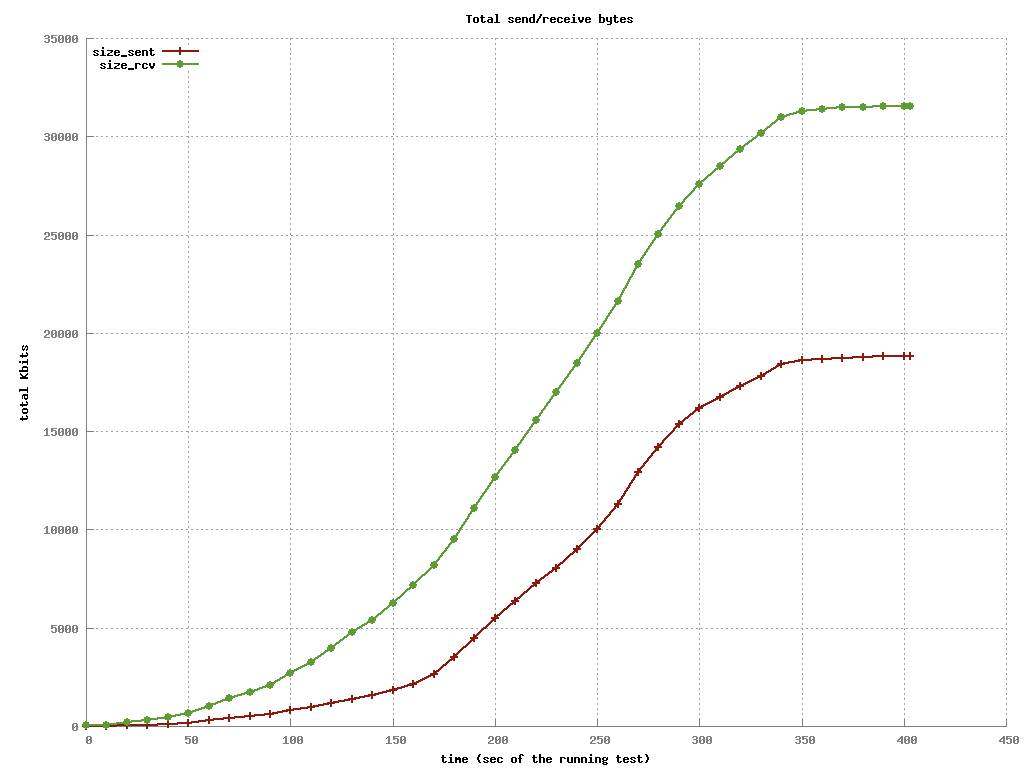 Total send/receive bytes
35000
size_sent
size_rcv
30000
25000
20000
total Kbits
15000
10000
5000
0
0 50 100 150 200 250 300 350 400 450
time (sec of the running test)